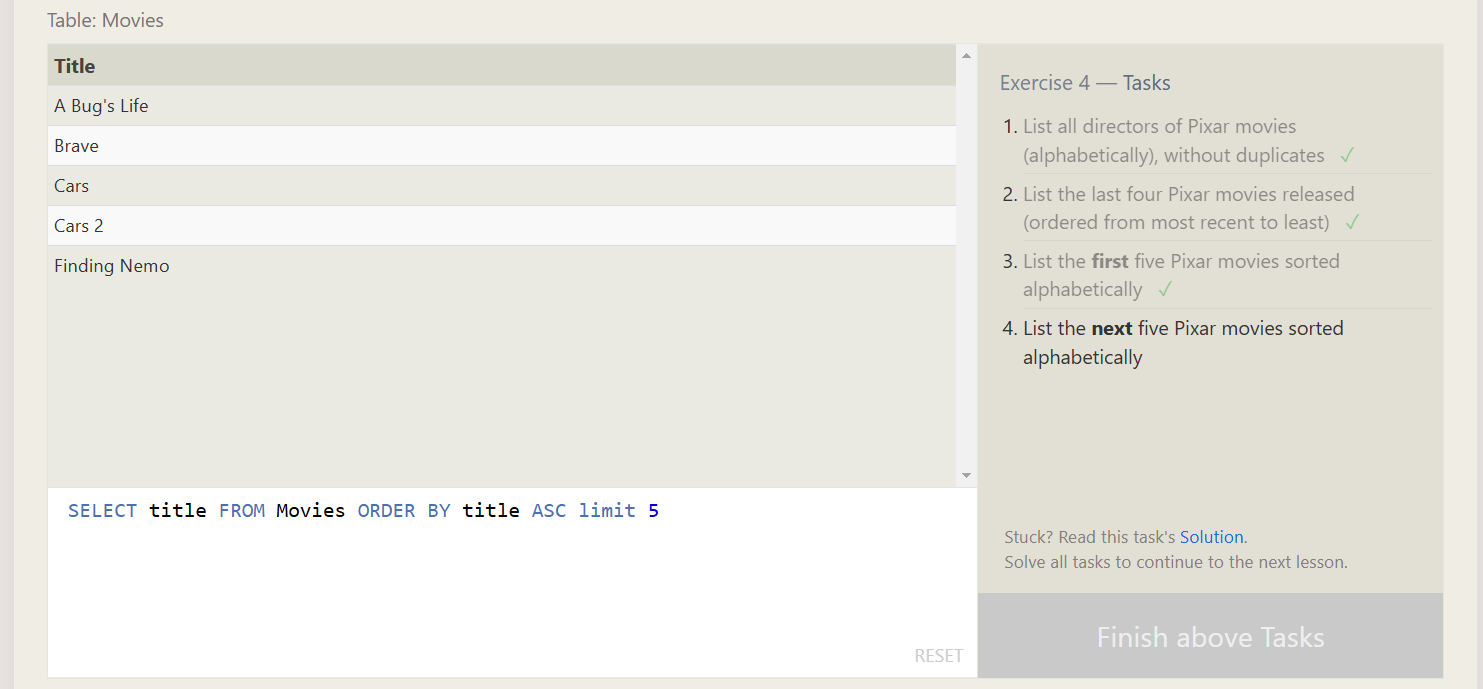 Table: Movies
Title
A Bug's Life
Brave
Cars
Cars 2
Finding Nemo
SELECT title FROM Movies ORDER BY title ASC limit 5
RESET
Exercise 4 — Tasks
1. List all directors of Pixar movies
(alphabetically), without duplicates ✓
2. List the last four Pixar movies released
(ordered from most recent to least) ✓
3. List the first five Pixar movies sorted
alphabetically ✓
4. List the next five Pixar movies sorted
alphabetically
Stuck? Read this task's Solution.
Solve all tasks to continue to the next lesson.
Finish above Tasks